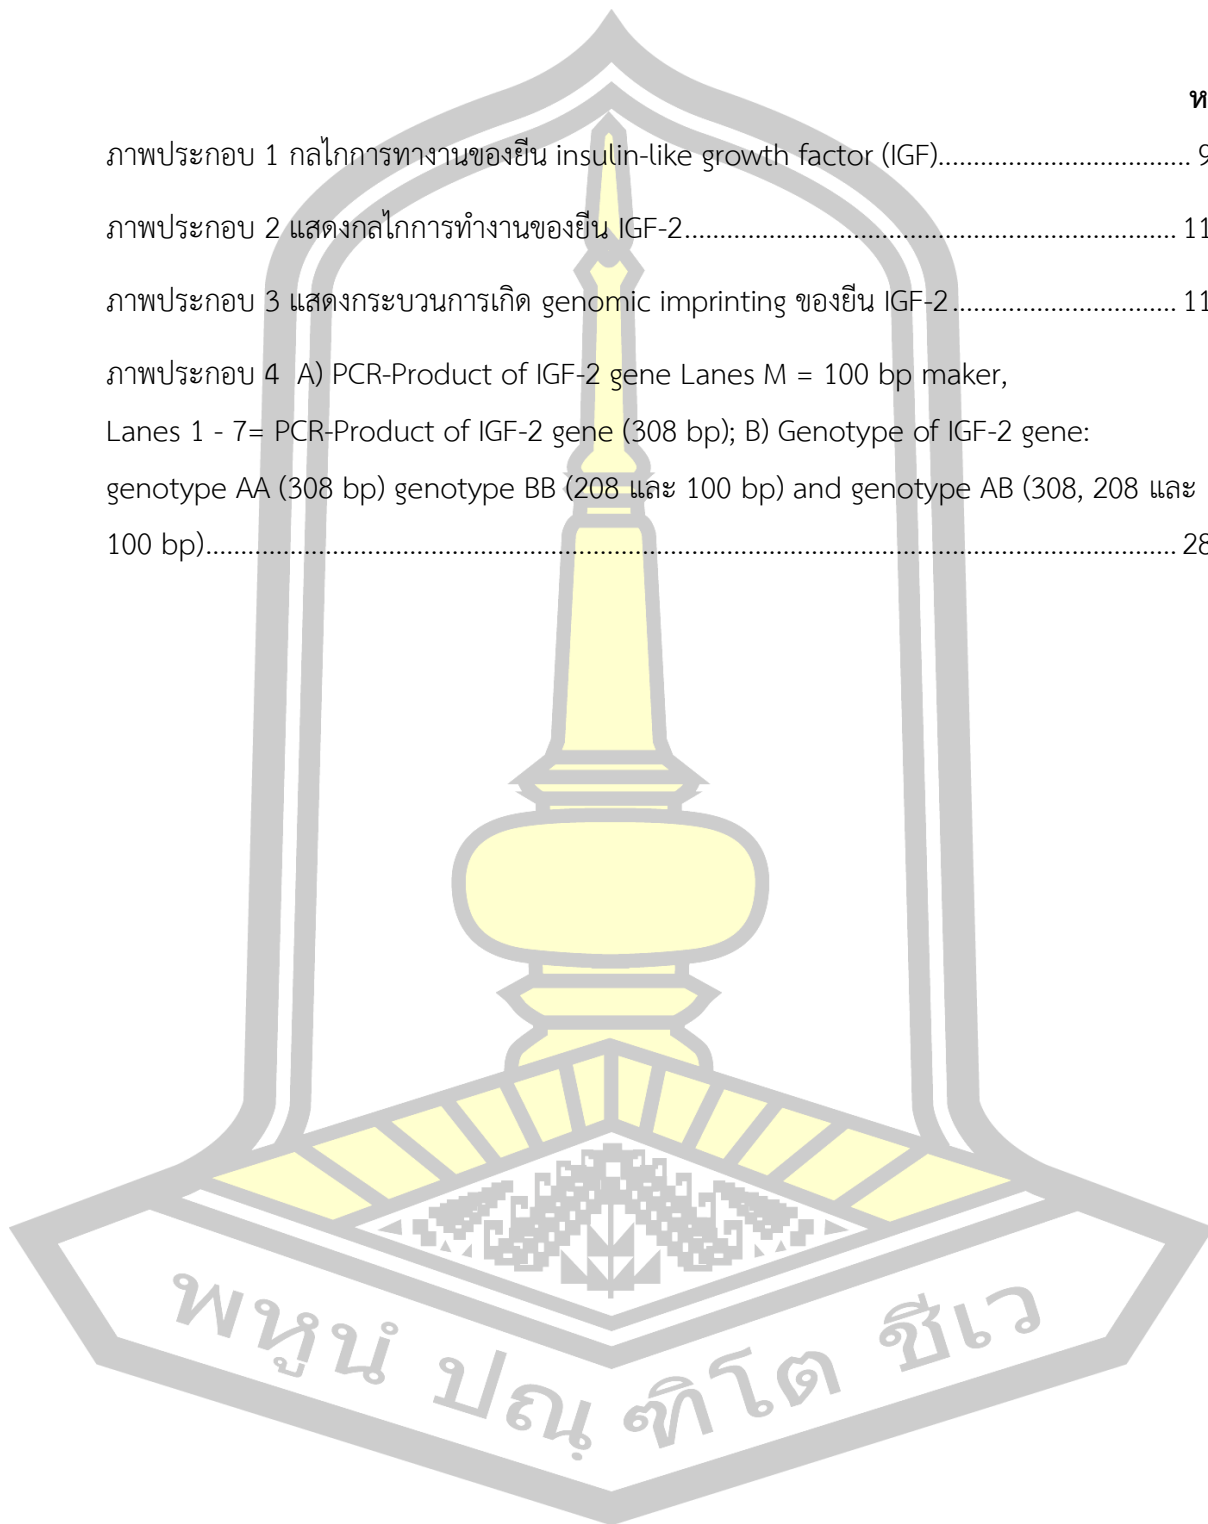 ห
ภาพประกอบ 1 กลไกการทางานของยีน insulin-like growth factor (IGF)................................... 9
ภาพประกอบ 2 แสดงกลไกการทำงานของยีน IGF-2..................................................................... 11
ภาพประกอบ 3 แสดงกระบวนการเกิด genomic imprinting ของยีน IGF-2................................ 11
ภาพประกอบ 4 A) PCR-Product of IGF-2 gene Lanes M = 100 bp maker,
Lanes 1 - 7= PCR-Product of IGF-2 gene (308 bp); B) Genotype of IGF-2 gene:
genotype AA (308 bp) genotype BB (208 และ 100 bp) and genotype AB (308, 208 และ
100 bp)........................................................................................................................................ 28
พหูนํ ปณฺฑิโต ชีเว